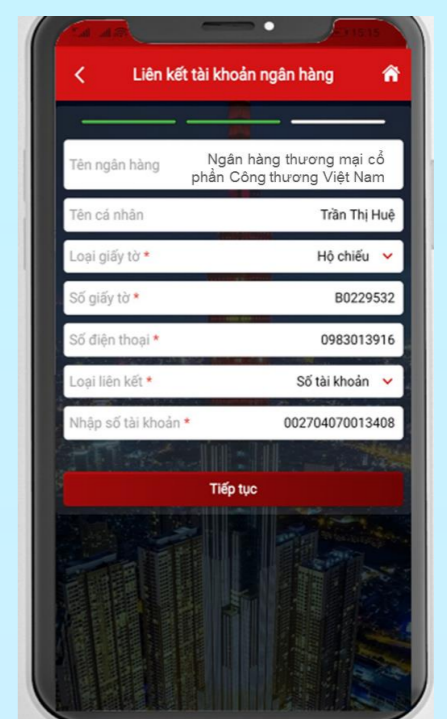 10:15
Liên kết tài khoản ngân hàng
Tên ngân hàng Ngân hàng thương mại cổ
phần Công thương Việt Nam
Tên cá nhân Trần Thị Huệ
Loại giấy tờ * Hộ chiếu
Số giấy tờ * B0229532
Số điện thoại * 0983013916
Loại liên kết * Số tài khoản
Nhập số tài khoản * 002704070013408
Tiếp tục